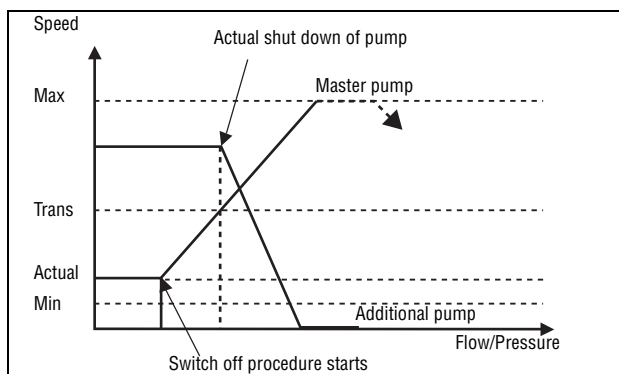 Speed
Actual shut down of pump
Max
Master pump
Trans
Actual
Min
Additional pump
Flow/Pressure
Switch off procedure starts